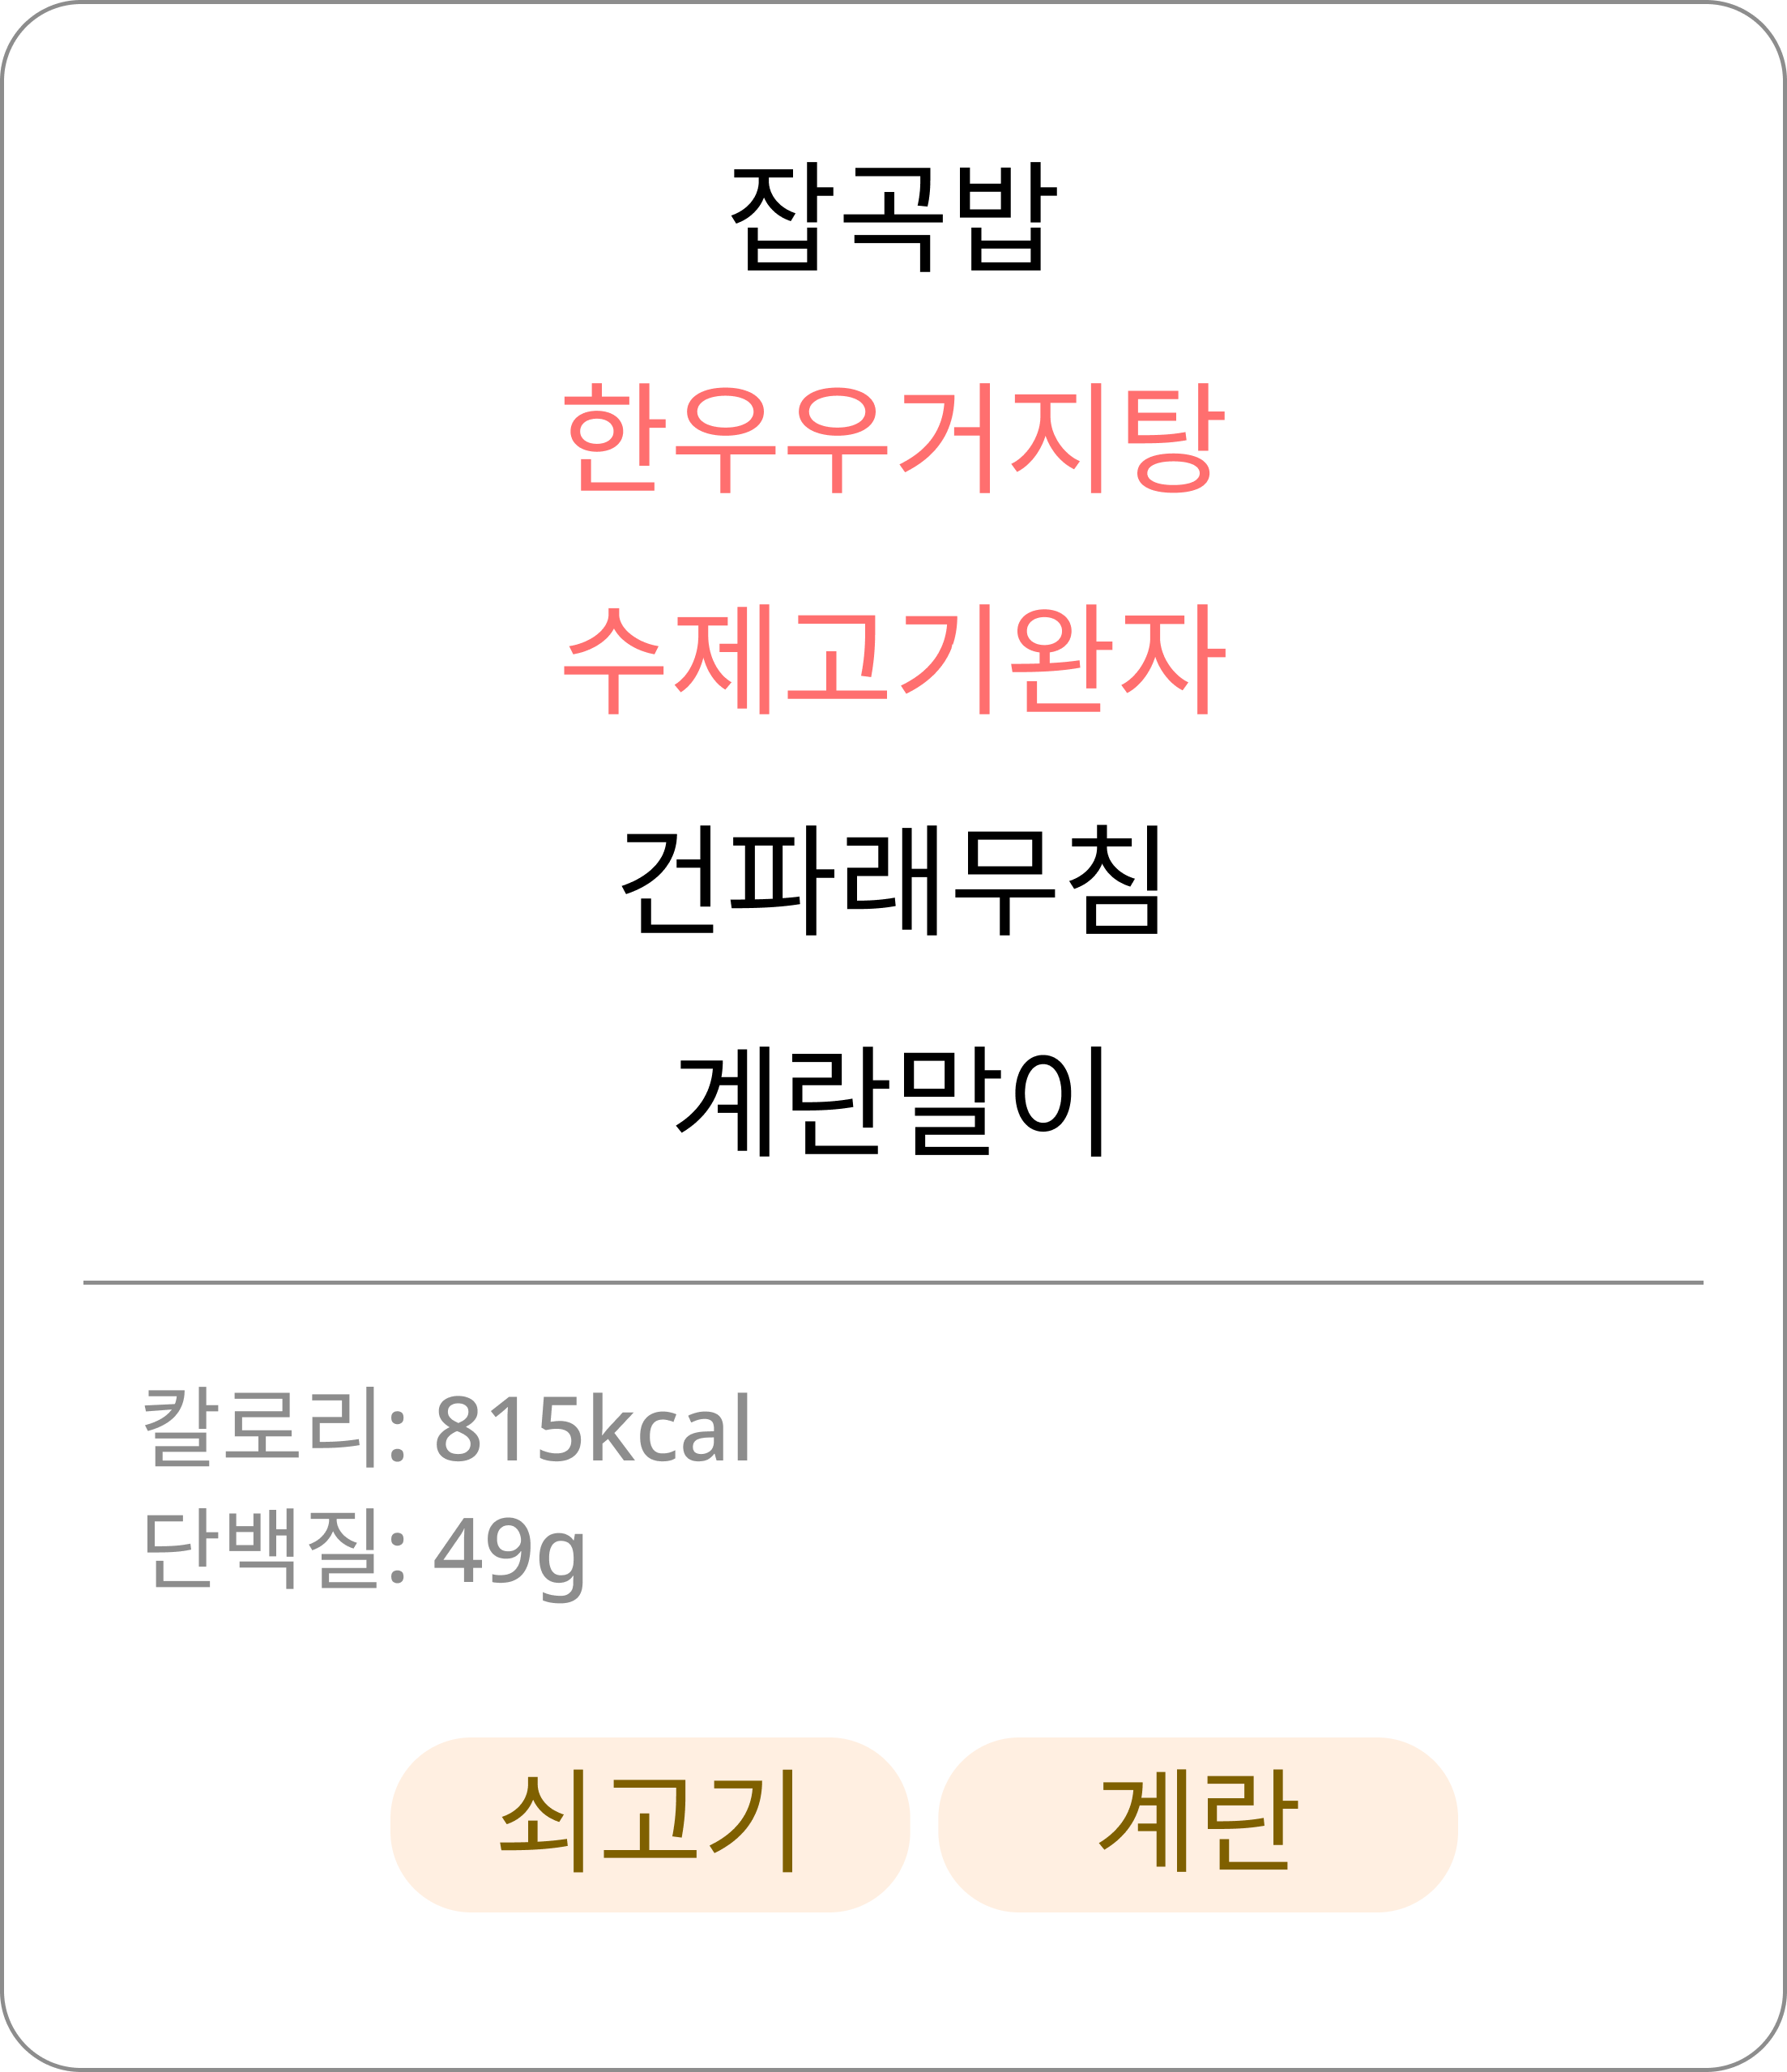 잡곡밥
한우우거지탕
수제고기완자
건파래무침
계란말이
칼로리: 815kcal
단백질: 49g
쇠고기 계란